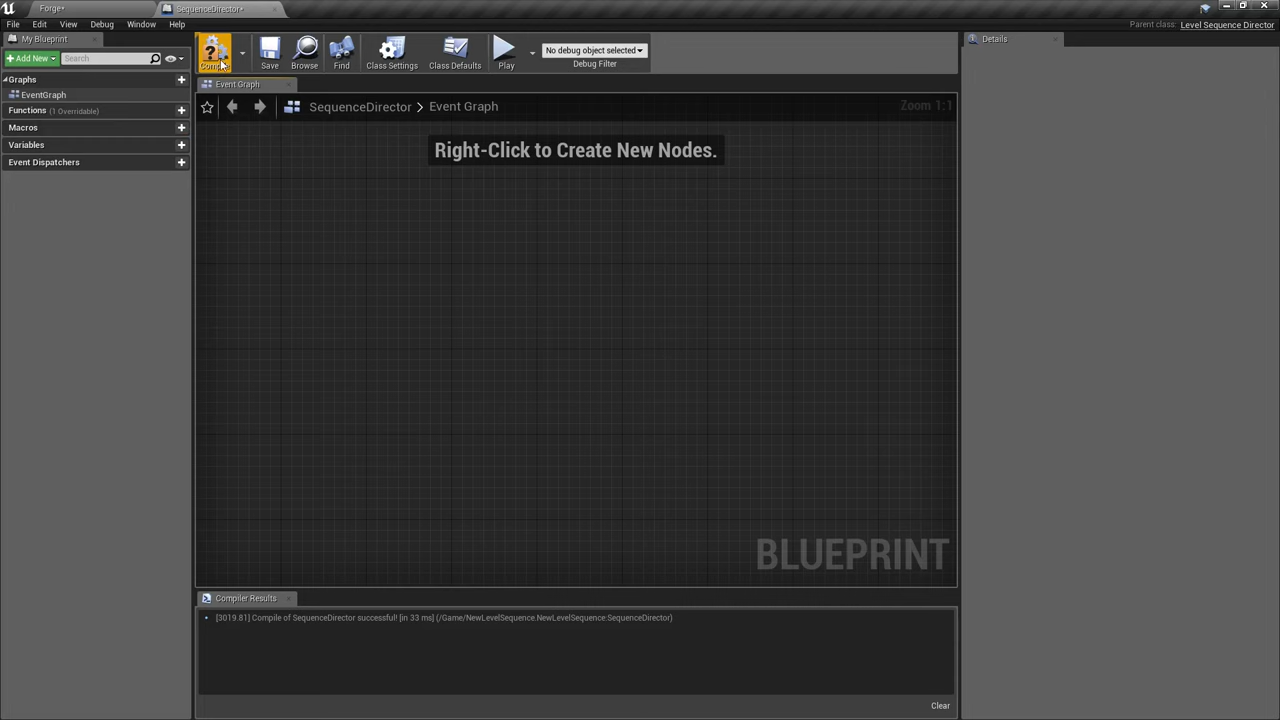 Forge*
SequenceDirector*
File Edit View Debug Window Help
Parent class: Level Sequence Director
My Blueprint
Add New
Search
Graphs
EventGraph
Functions (1 Overridable)
Macros
Variables
Event Dispatchers
Save
Browse
Find
Class Settings
Class Defaults
Play
No debug object selected
Debug Filter
Event Graph
SequenceDirector > Event Graph
Zoom 1:1
Right-Click to Create New Nodes.
BLUEPRINT
Compiler Results
[3019.81] Compile of SequenceDirector successful! [in 33 ms] (/Game/NewLevelSequence.NewLevelSequence:SequenceDirector)
Clear
Details